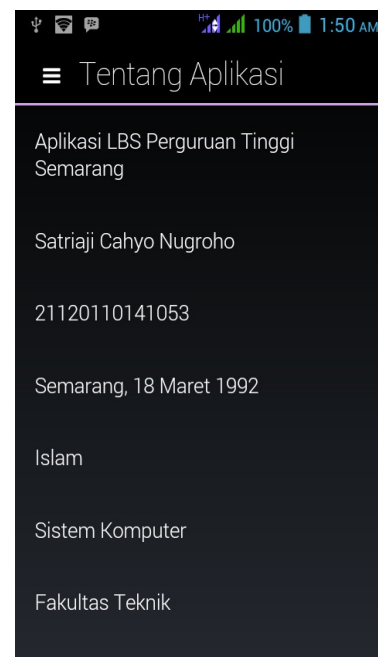 H+ 100% 1:50 AM
Tentang Aplikasi
Aplikasi LBS Perguruan Tinggi
Semarang
Satriaji Cahyo Nugroho
21120110141053
Semarang, 18 Maret 1992
Islam
Sistem Komputer
Fakultas Teknik